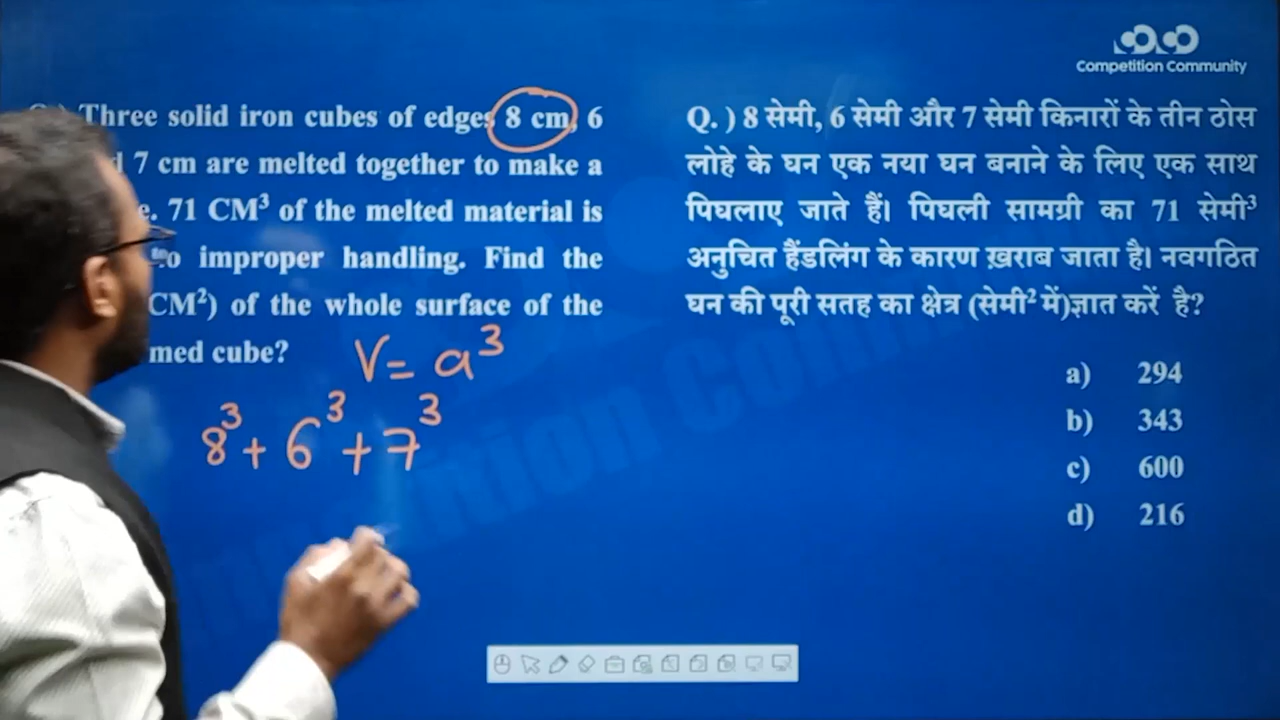 Competition Community
Three solid iron cubes of edges 8 cm, 6
7 cm are melted together to make a
71 CM³ of the melted material is
to improper handling. Find the
CM²) of the whole surface of the
med cube?
V = a³
8³ + 6³ + 7³
Q. ) 8 सेमी, 6 सेमी और 7 सेमी किनारों के तीन ठोस
लोहे के घन एक नया घन बनाने के लिए एक साथ
पिघलाए जाते हैं। पिघली सामग्री का 71 सेमी³
अनुचित हैंडलिंग के कारण ख़राब जाता है। नवगठित
घन की पूरी सतह का क्षेत्र (सेमी² में)ज्ञात करें है?
a) 294
b) 343
c) 600
d) 216